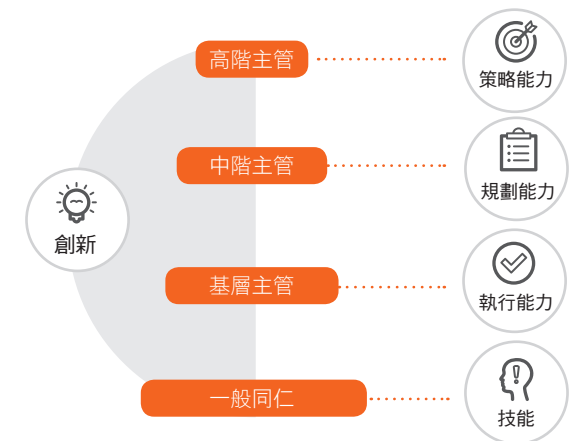 高階主管
策略能力
中階主管
規劃能力
創新
基層主管
執行能力
一般同仁
技能